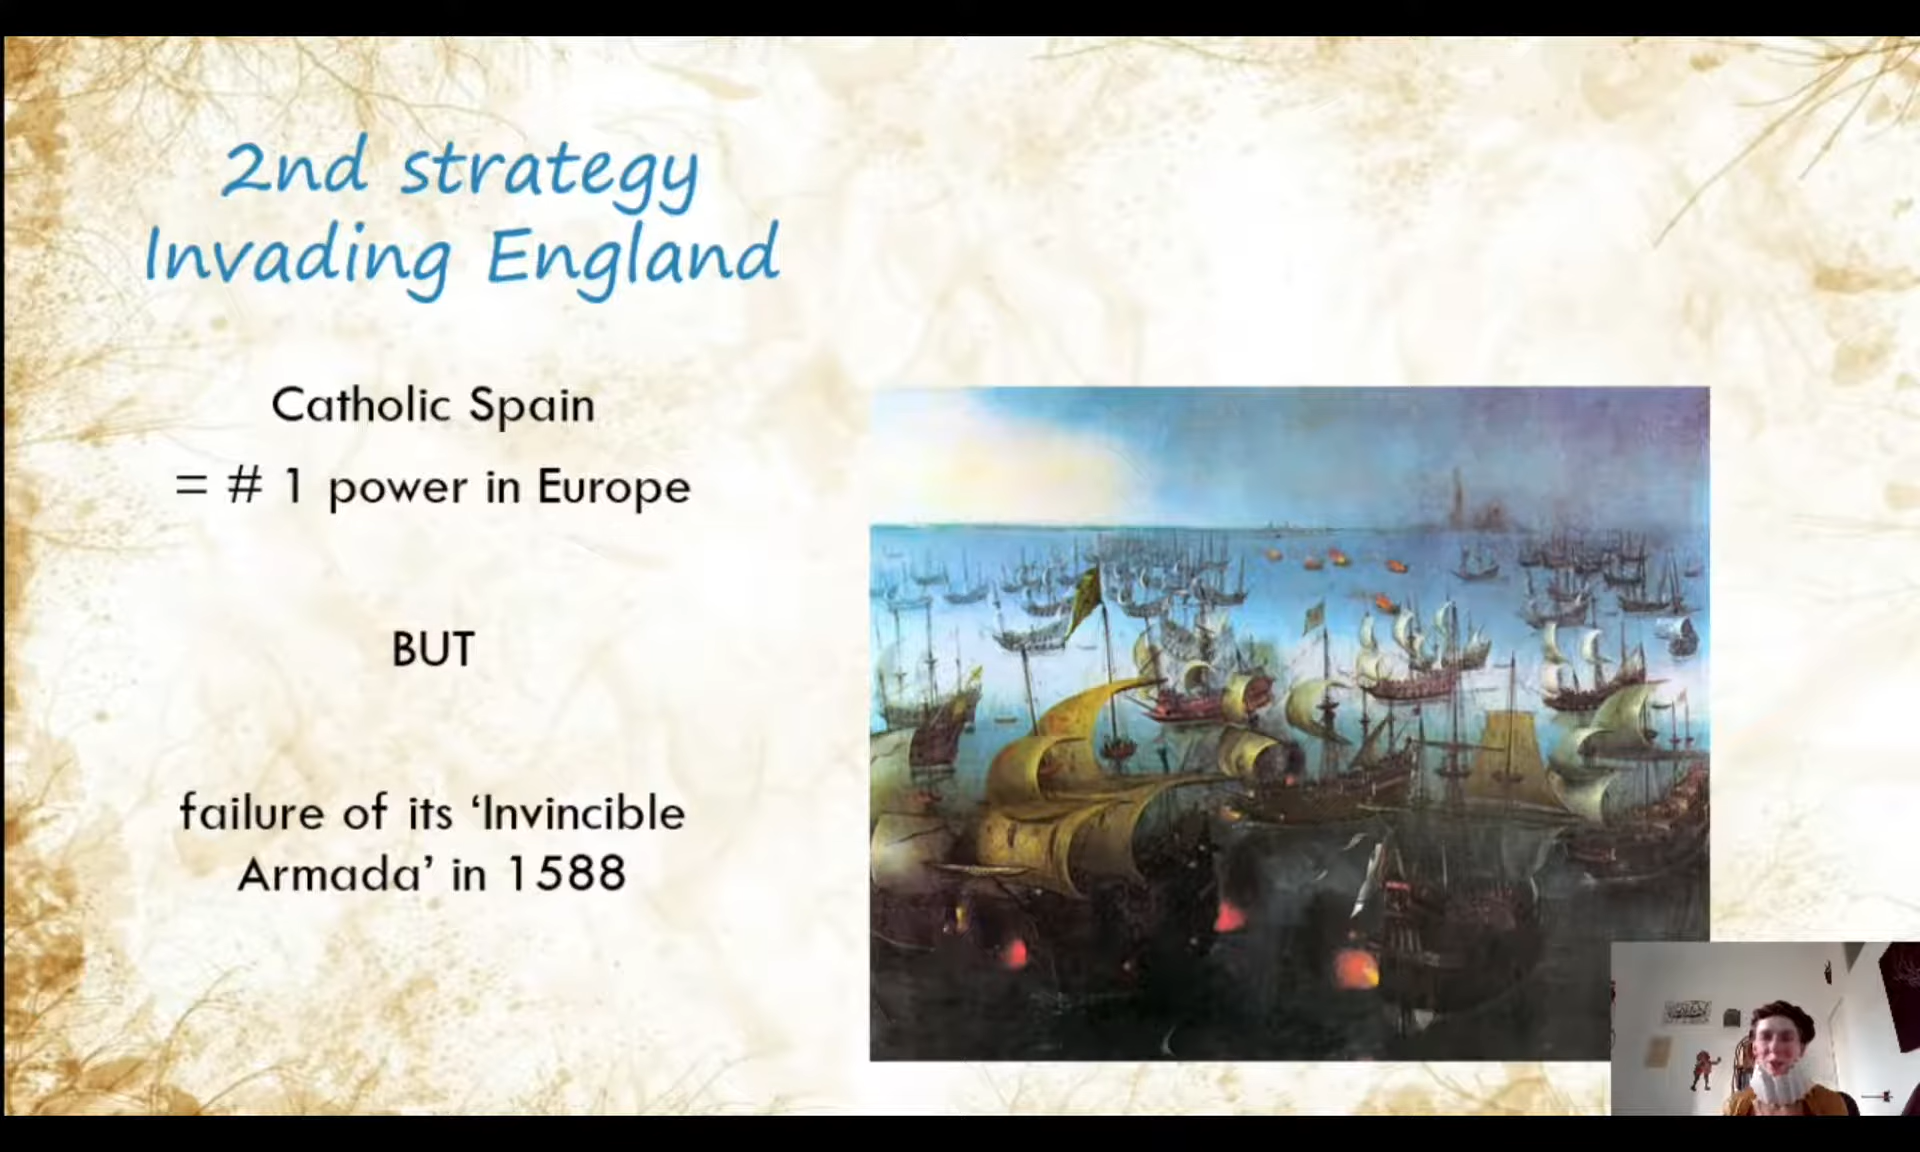 2nd strategy
Invading England
Catholic Spain
= # 1 power in Europe
BUT
failure of its ‘Invincible
Armada’ in 1588